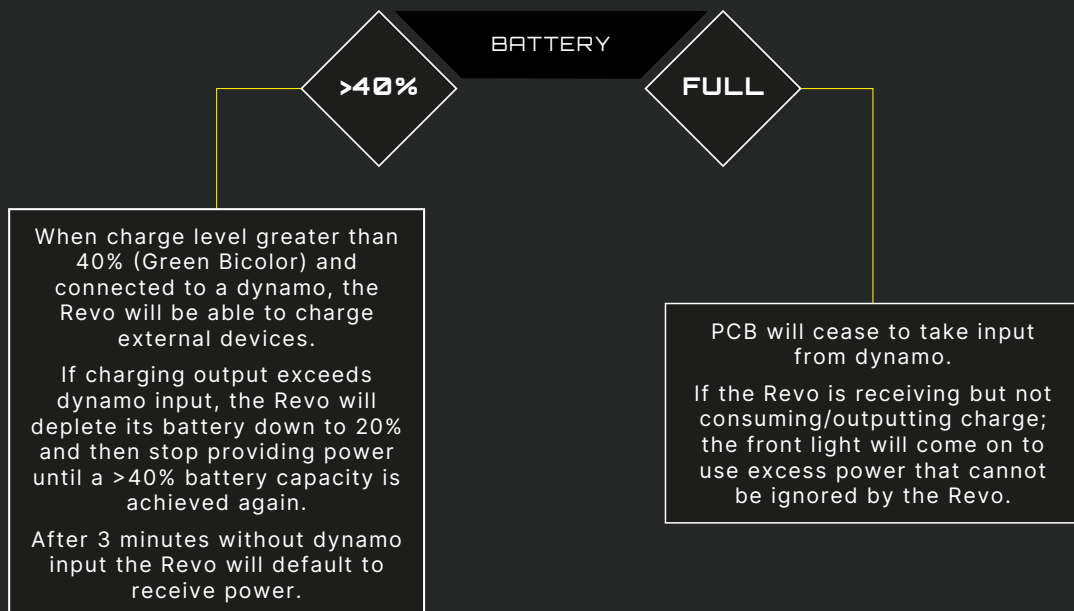 BATTERY
>40%
FULL
When charge level greater than
40% (Green Bicolor) and
connected to a dynamo, the
Revo will be able to charge
external devices.
If charging output exceeds
dynamo input, the Revo will
deplete its battery down to 20%
and then stop providing power
until a >40% battery capacity is
achieved again.
After 3 minutes without dynamo
input the Revo will default to
receive power.
PCB will cease to take input
from dynamo.
If the Revo is receiving but not
consuming/outputting charge;
the front light will come on to
use excess power that cannot
be ignored by the Revo.